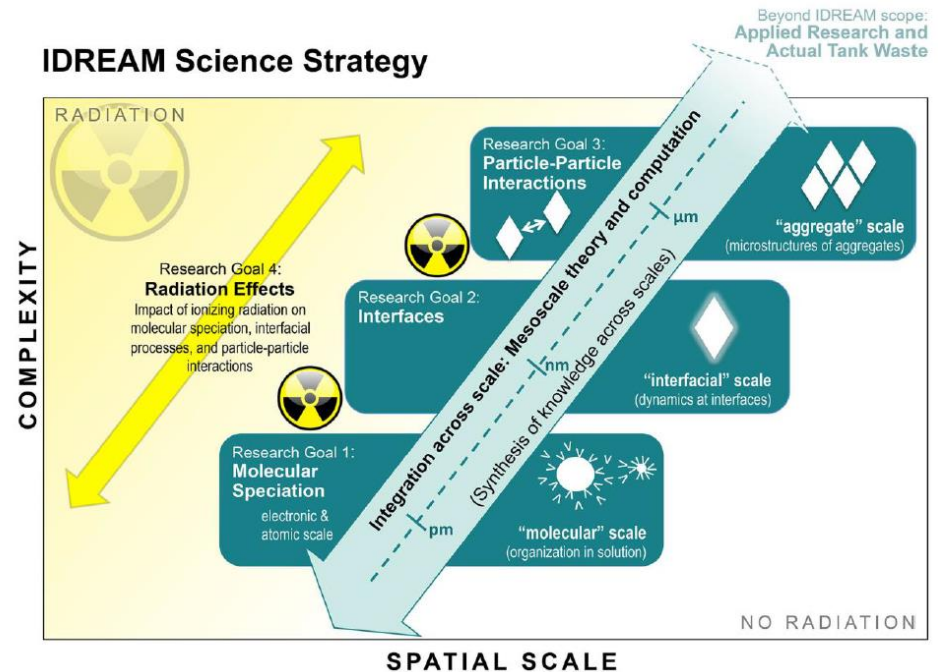 Beyond IDREAM scope:
Applied Research and
Actual Tank Waste
IDREAM Science Strategy
RADIATION
Research Goal 3:
Particle-Particle
Interactions
µm
"aggregate" scale
(microstructures of aggregates)
Research Goal 4:
Radiation Effects
Impact of ionizing radiation on
molecular speciation, interfacial
processes, and particle-particle
interactions
Research Goal 2:
Interfaces
nm
"interfacial" scale
(dynamics at interfaces)
Integration across scale: Mesoscale theory and computation
(Synthesis of knowledge across scales)
Research Goal 1:
Molecular
Speciation
electronic &
atomic scale
pm
"molecular" scale
(organization in solution)
NO RADIATION
COMPLEXITY
SPATIAL SCALE